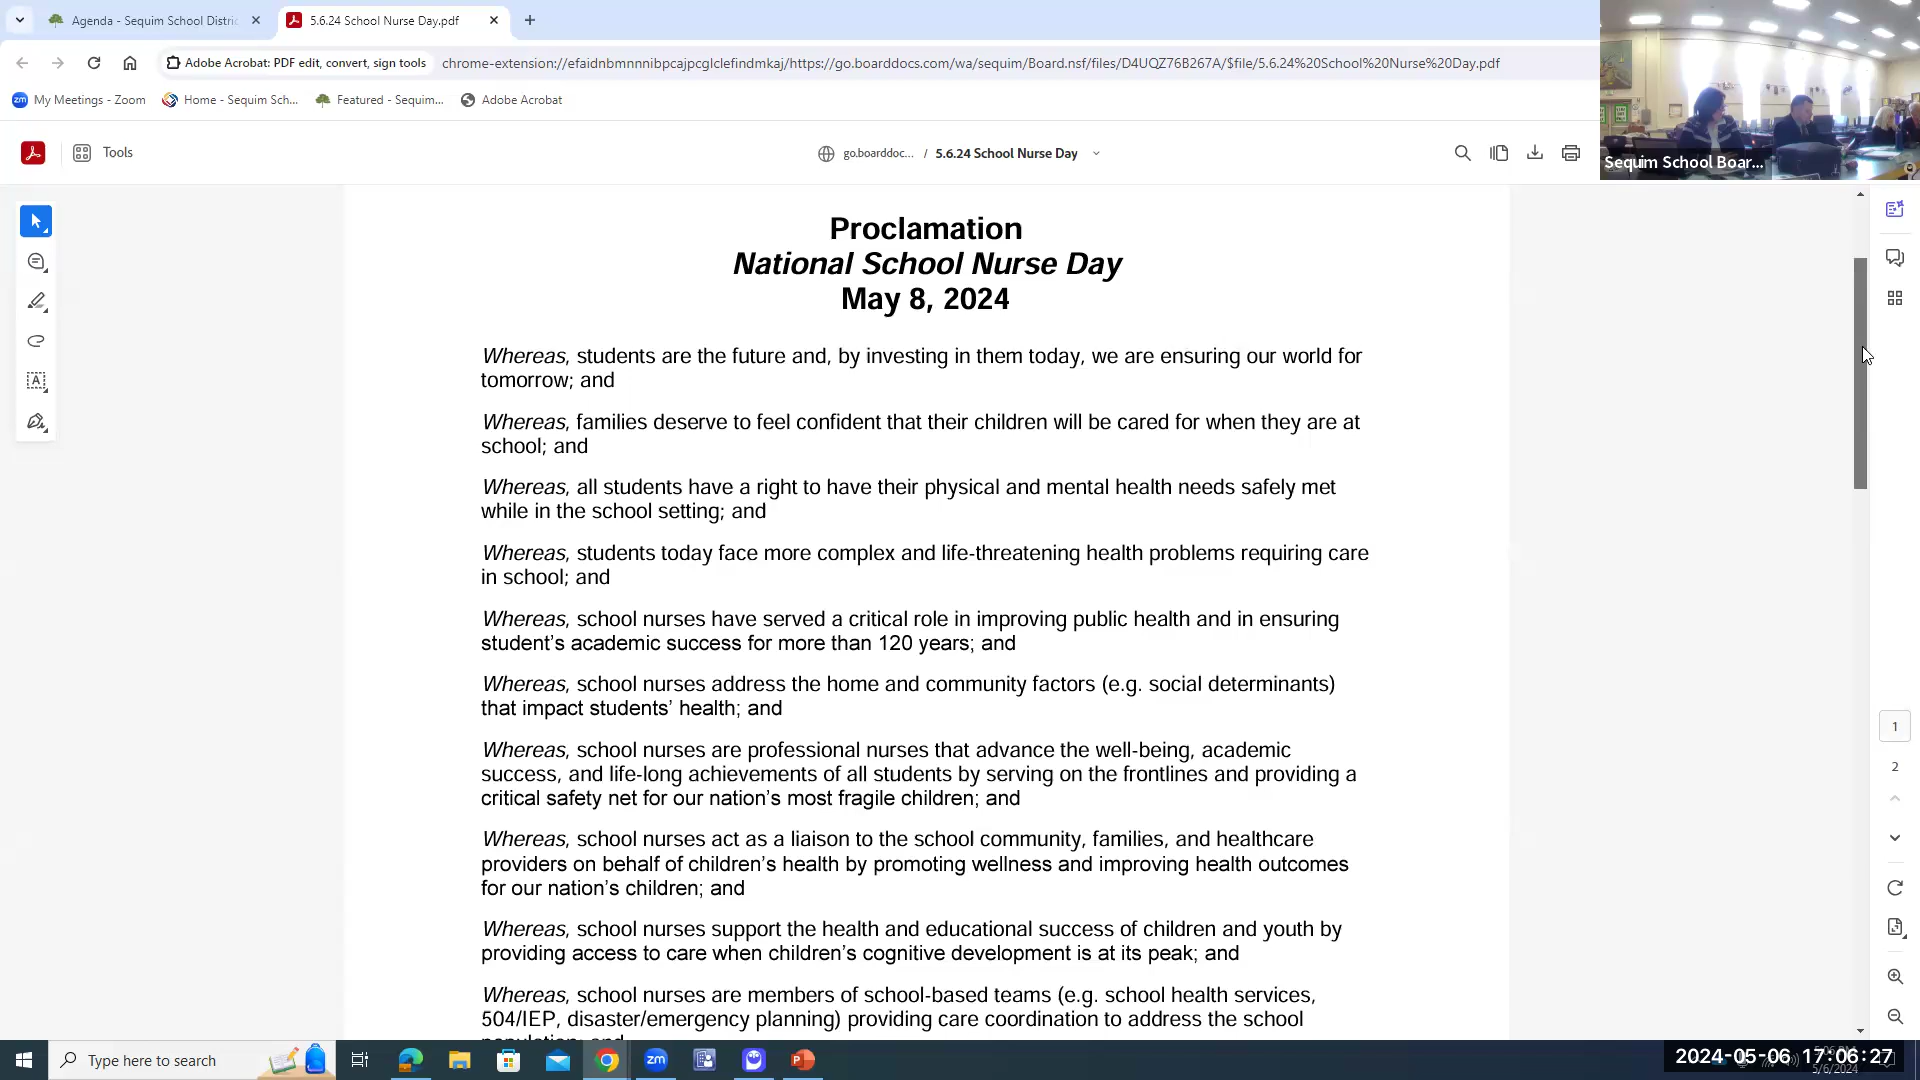 Agenda - Sequim School Distri
5.6.24 School Nurse Day.pdf
Adobe Acrobat: PDF edit, convert, sign tools
chrome-extension://efaidnbmnnnibpcajpcglclefindmkaj/https://go.boarddocs.com/wa/sequim/Board.nsf/files/D4UQZ76B267A/$file/5.6.24%20School%20Nurse%20Day.pdf
My Meetings - Zoom
Home - Sequim Sch...
Featured - Sequim...
Adobe Acrobat
Tools
go.boarddoc... / 5.6.24 School Nurse Day
Sequim School Boar...
Proclamation
National School Nurse Day
May 8, 2024
Whereas, students are the future and, by investing in them today, we are ensuring our world for
tomorrow; and
Whereas, families deserve to feel confident that their children will be cared for when they are at
school; and
Whereas, all students have a right to have their physical and mental health needs safely met
while in the school setting; and
Whereas, students today face more complex and life-threatening health problems requiring care
in school; and
Whereas, school nurses have served a critical role in improving public health and in ensuring
student’s academic success for more than 120 years; and
Whereas, school nurses address the home and community factors (e.g. social determinants)
that impact students’ health; and
Whereas, school nurses are professional nurses that advance the well-being, academic
success, and life-long achievements of all students by serving on the frontlines and providing a
critical safety net for our nation’s most fragile children; and
Whereas, school nurses act as a liaison to the school community, families, and healthcare
providers on behalf of children’s health by promoting wellness and improving health outcomes
for our nation’s children; and
Whereas, school nurses support the health and educational success of children and youth by
providing access to care when children’s cognitive development is at its peak; and
Whereas, school nurses are members of school-based teams (e.g. school health services,
504/IEP, disaster/emergency planning) providing care coordination to address the school
population; and
1
2
Type here to search
zm
2024-05-06 17:06:27
5/6/2024